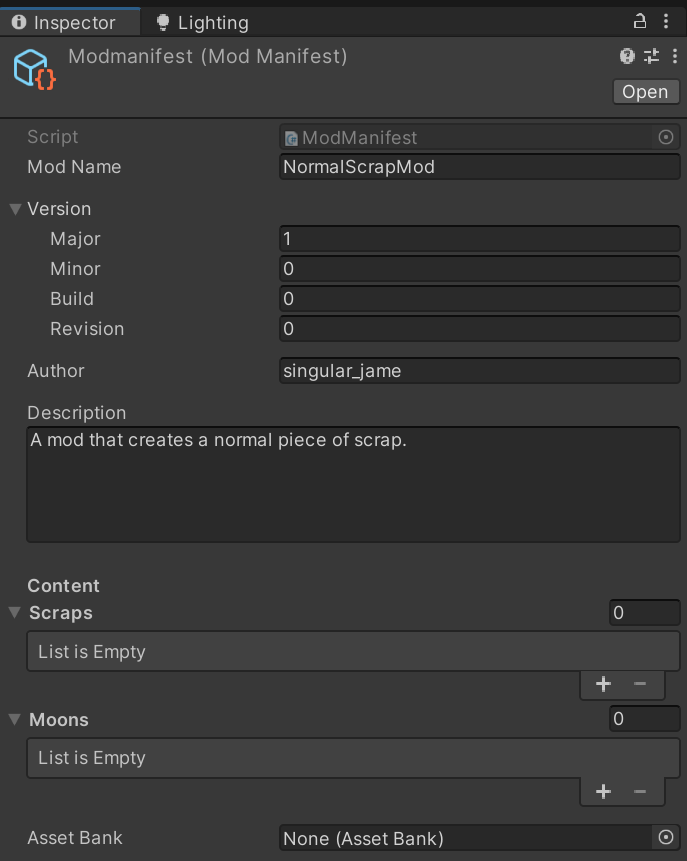 Inspector
Lighting
Modmanifest (Mod Manifest)
Open
Script ModManifest
Mod Name NormalScrapMod
Version
Major 1
Minor 0
Build 0
Revision 0
Author singular_jame
Description
A mod that creates a normal piece of scrap.
Content
Scraps 0
List is Empty
Moons 0
List is Empty
Asset Bank None (Asset Bank)